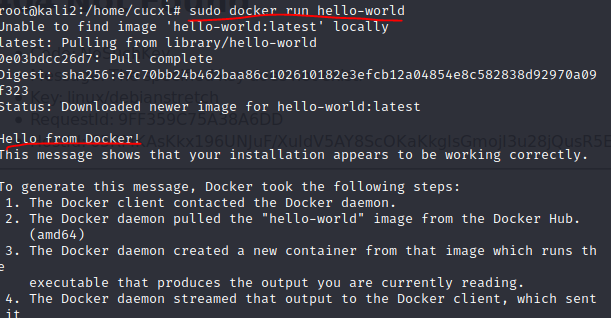 root@kali2:/home/cucxl# sudo docker run hello-world
Unable to find image 'hello-world:latest' locally
latest: Pulling from library/hello-world
0e03bdcc26d7: Pull complete
Digest: sha256:e7c70bb24b462baa86c102610182e3efcb12a04854e8c582838d92970a09
f323
Status: Downloaded newer image for hello-world:latest
Hello from Docker!
This message shows that your installation appears to be working correctly.
To generate this message, Docker took the following steps:
1. The Docker client contacted the Docker daemon.
2. The Docker daemon pulled the "hello-world" image from the Docker Hub.
(amd64)
3. The Docker daemon created a new container from that image which runs th
e
executable that produces the output you are currently reading.
4. The Docker daemon streamed that output to the Docker client, which sent
it